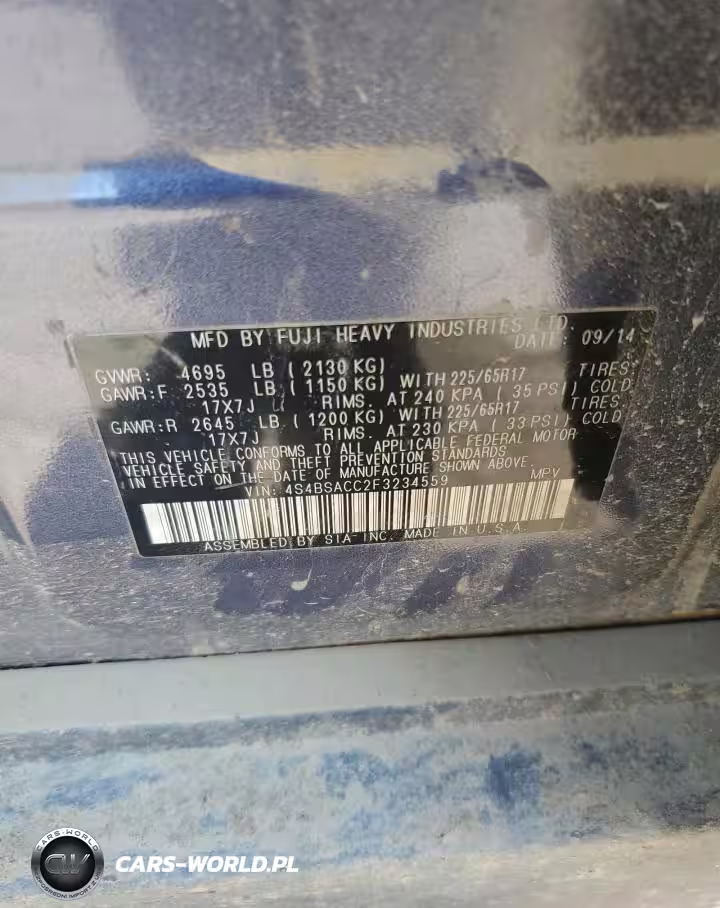 MFD BY FUJI HEAVY INDUSTRIES LTD.
DATE: 09/14
GVWR: 4695 LB ( 2130 KG)
GAWR:F 2535 LB ( 1150 KG) WITH 225/65R17 TIRES
17X7J RIMS. AT 240 KPA ( 35 PSI) COLD
GAWR:R 2645 LB ( 1200 KG) WITH 225/65R17 TIRES
17X7J RIMS. AT 230 KPA ( 33 PSI) COLD
THIS VEHICLE CONFORMS TO ALL APPLICABLE FEDERAL MOTOR
VEHICLE SAFETY AND THEFT PREVENTION STANDARDS
IN EFFECT ON THE DATE OF MANUFACTURE SHOWN ABOVE.
VIN: 4S4BSACC2F3234559 MPV
ASSEMBLED BY SIA-INC. MADE IN U.S.A.
CARS-WORLD
CW
CARS-WORLD.PL